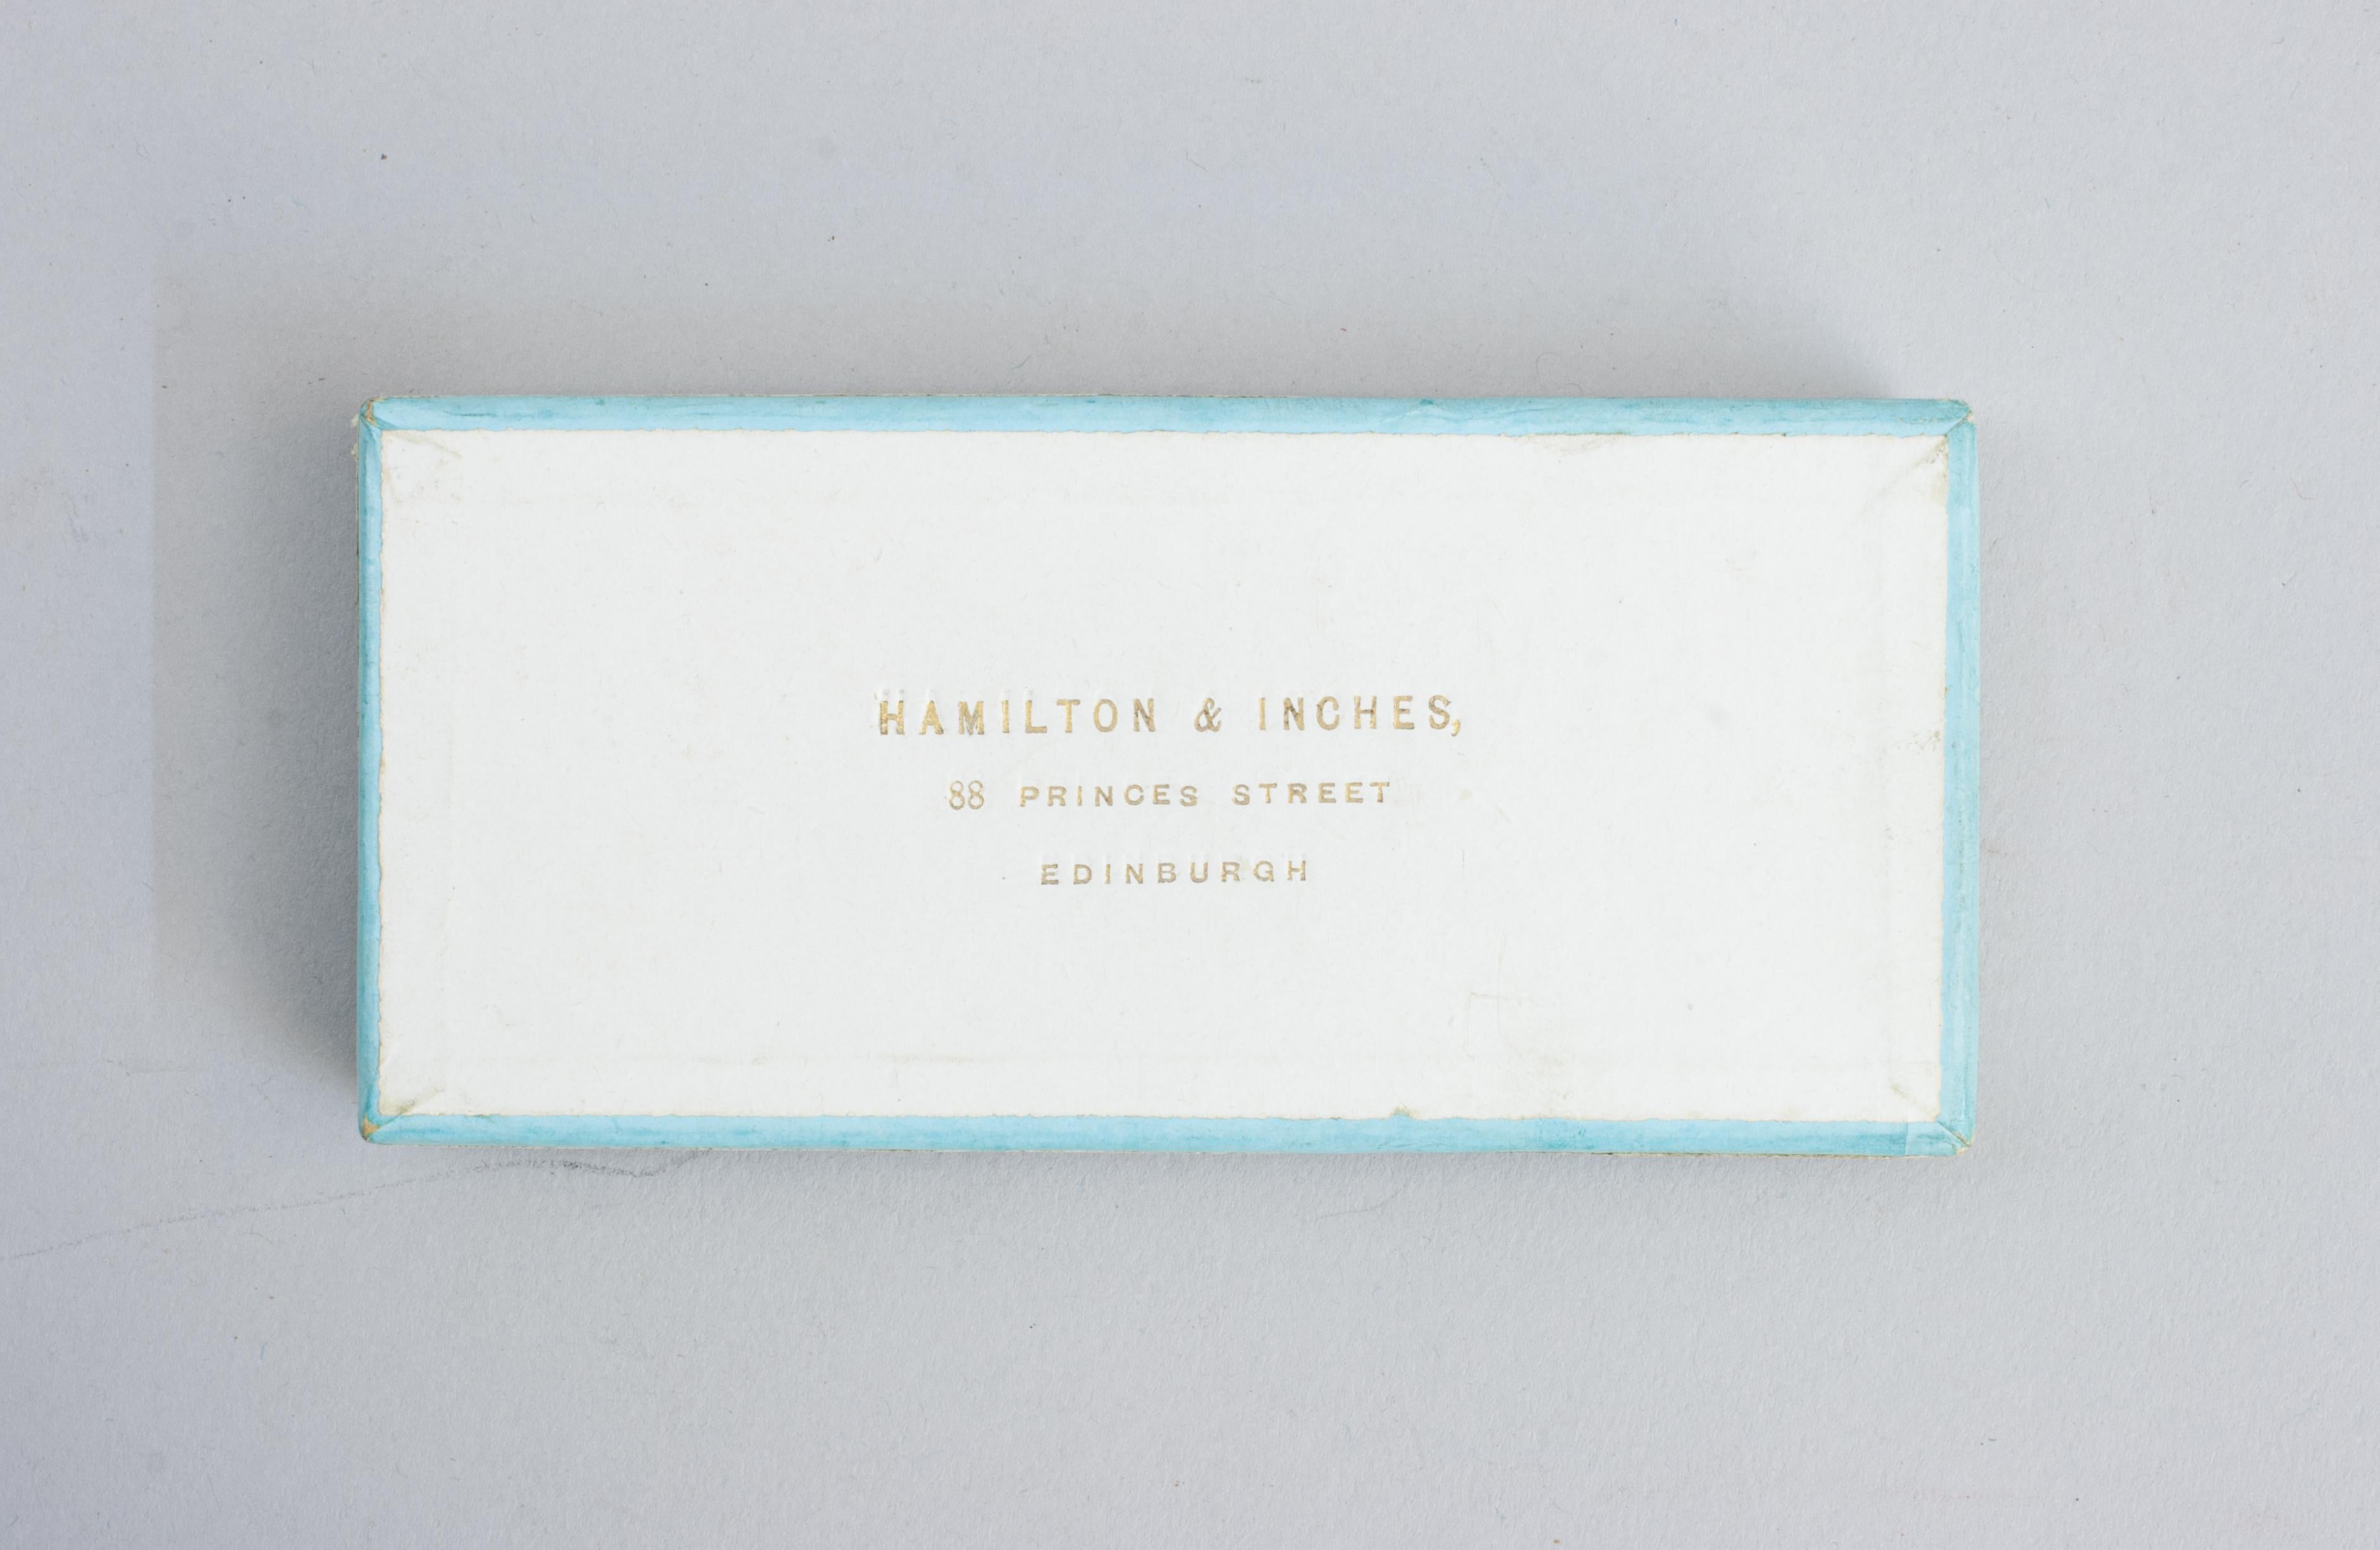 HAMILTON & INCHES,
88 PRINCES STREET
EDINBURGH